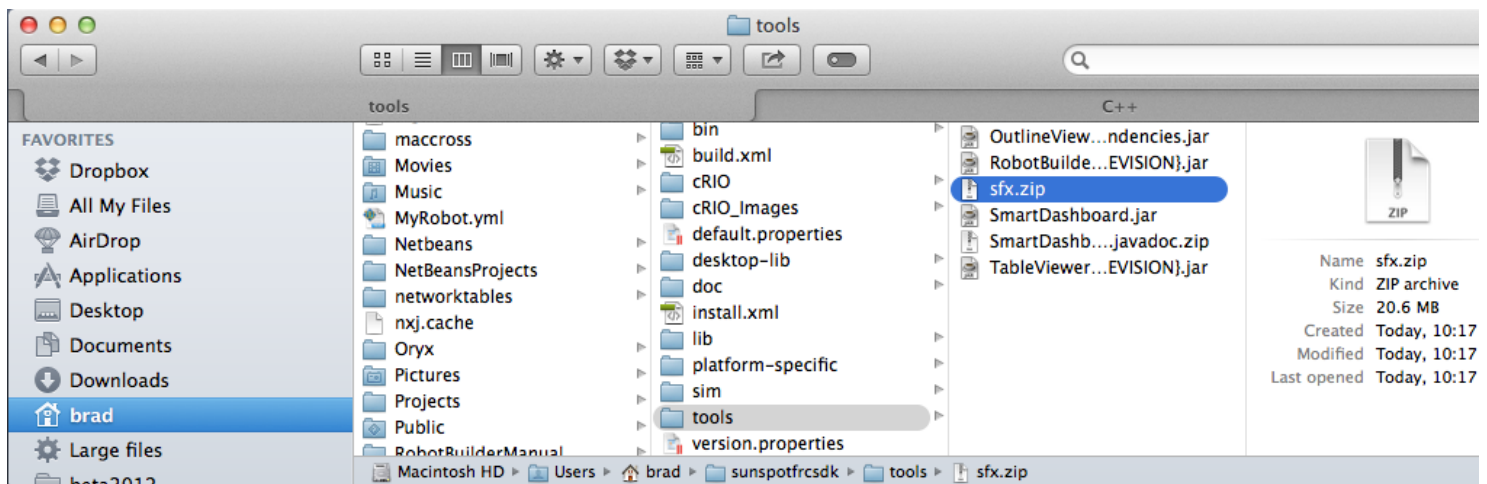 tools
tools
C++
FAVORITES
Dropbox
All My Files
AirDrop
Applications
Desktop
Documents
Downloads
brad
Large files
beta2012
maccross
Movies
Music
MyRobot.yml
Netbeans
NetBeansProjects
networktables
nxj.cache
Oryx
Pictures
Projects
Public
RobotBuilderManual
bin
build.xml
cRIO
cRIO_Images
default.properties
desktop-lib
doc
install.xml
lib
platform-specific
sim
tools
version.properties
OutlineView...ndencies.jar
RobotBuilde...EVISION}.jar
sfx.zip
SmartDashboard.jar
SmartDashb....javadoc.zip
TableViewer...EVISION}.jar
ZIP
Name sfx.zip
Kind ZIP archive
Size 20.6 MB
Created Today, 10:17
Modified Today, 10:17
Last opened Today, 10:17
Macintosh HD ▸ Users ▸ brad ▸ sunspotfrcsdk ▸ tools ▸ sfx.zip